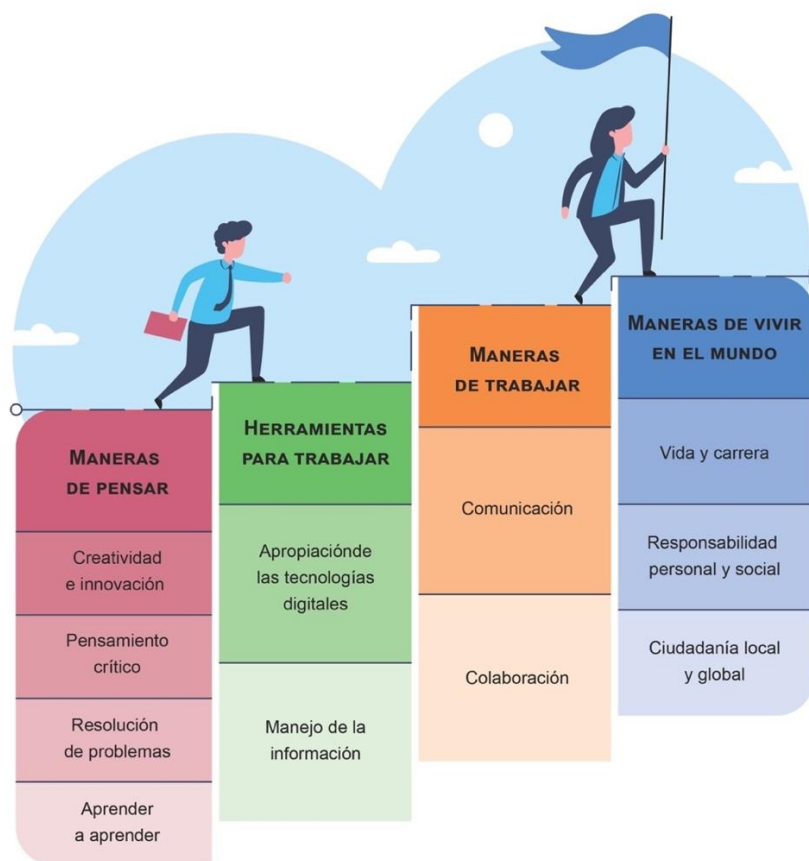 MANERAS
DE PENSAR
Creatividad
e innovación
Pensamiento
crítico
Resolución
de problemas
Aprender
a aprender
HERRAMIENTAS
PARA TRABAJAR
Apropiaciónde
las tecnologías
digitales
Manejo de la
información
MANERAS
DE TRABAJAR
Comunicación
Colaboración
MANERAS DE VIVIR
EN EL MUNDO
Vida y carrera
Responsabilidad
personal y social
Ciudadanía local
y global